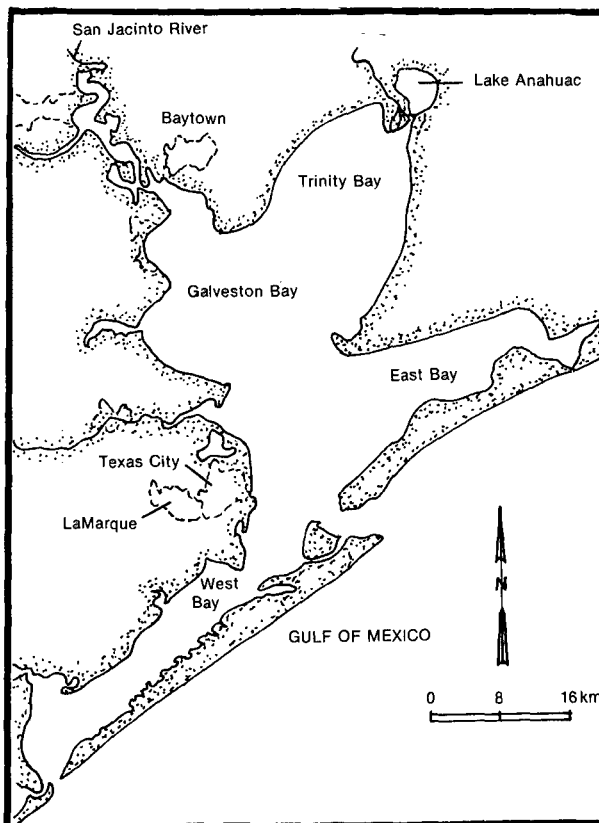 San Jacinto River
Lake Anahuac
Baytown
Trinity Bay
Galveston Bay
East Bay
Texas City
LaMarque
West
Bay
N
GULF OF MEXICO
0 8 16 km